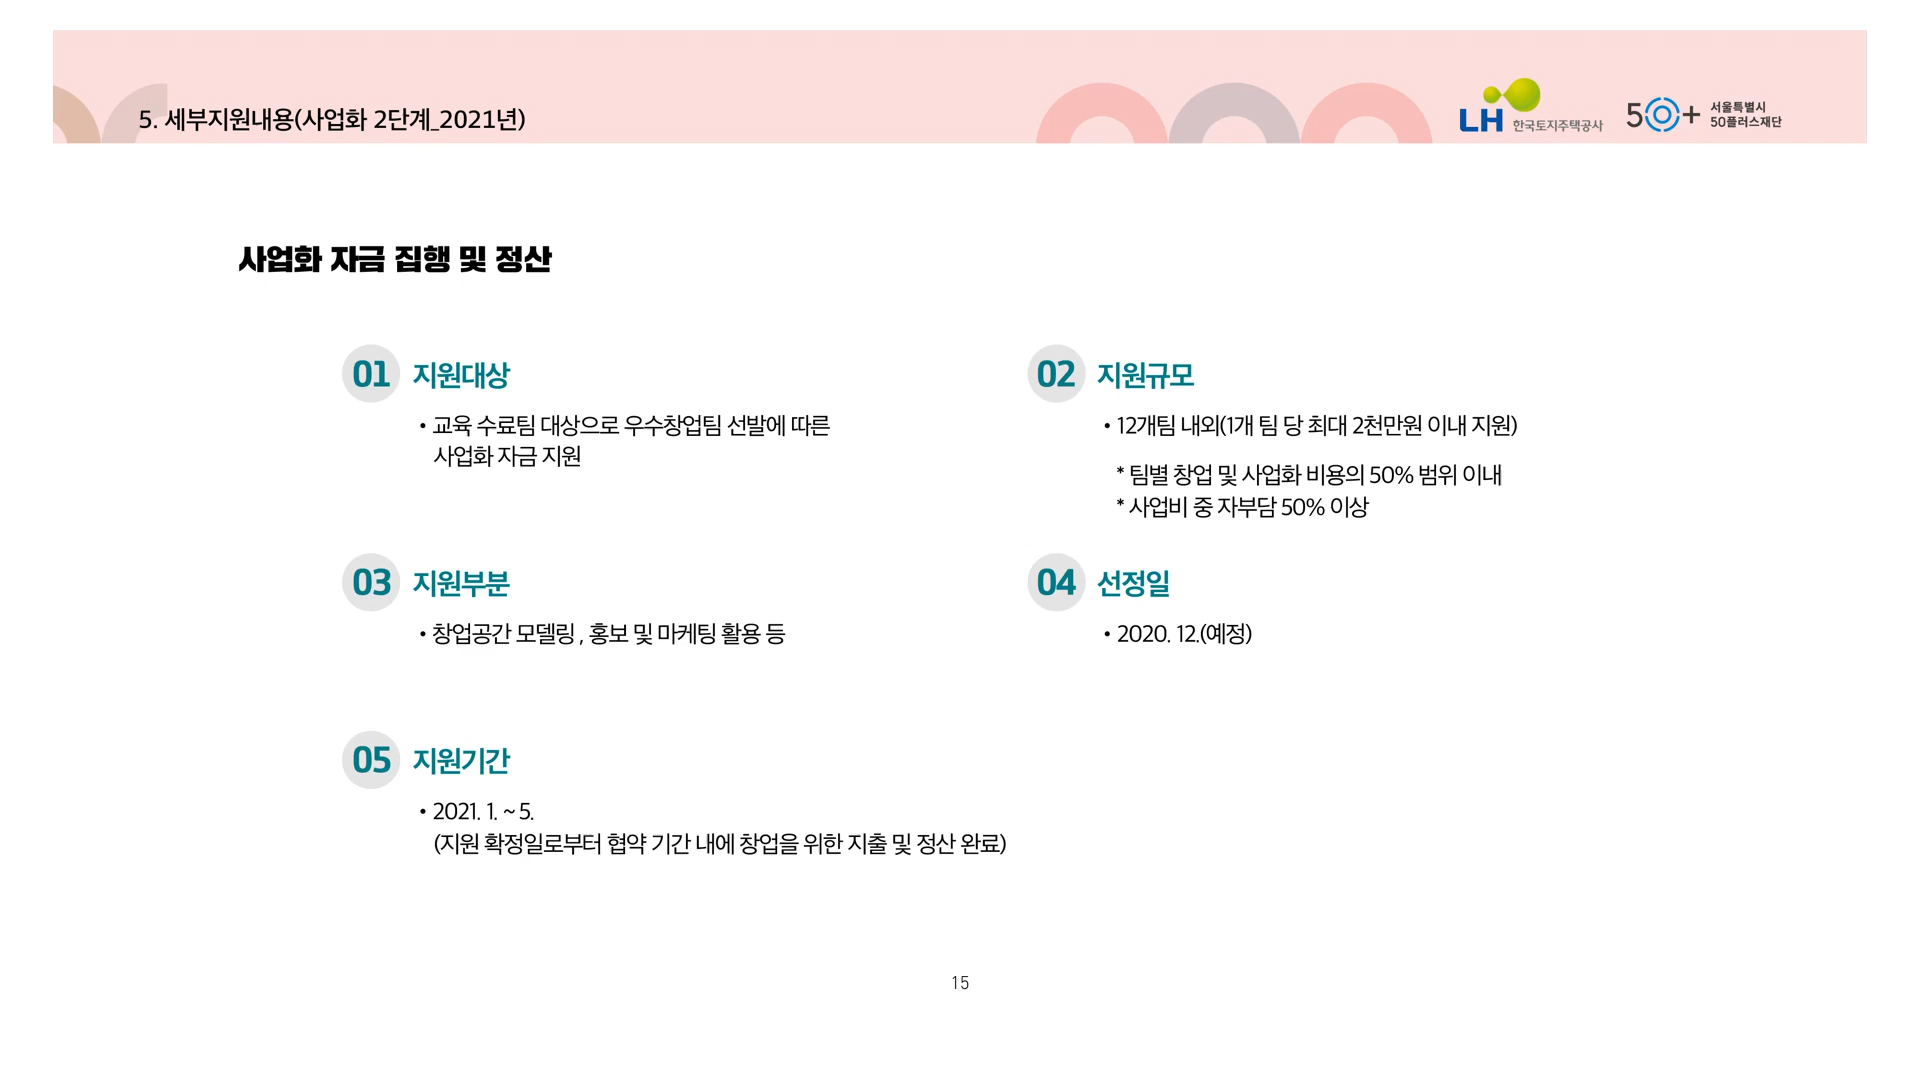 5. 세부지원내용(사업화 2단계_2021년)
LH 한국토지주택공사
50+ 서울특별시
50플러스재단
사업화 자금 집행 및 정산
01 지원대상
• 교육 수료팀 대상으로 우수창업팀 선발에 따른
사업화 자금 지원
02 지원규모
• 12개팀 내외(1개 팀 당 최대 2천만원 이내 지원)
* 팀별 창업 및 사업화 비용의 50% 범위 이내
* 사업비 중 자부담 50% 이상
03 지원부분
• 창업공간 모델링 , 홍보 및 마케팅 활용 등
04 선정일
• 2020. 12.(예정)
05 지원기간
• 2021. 1. ~ 5.
(지원 확정일로부터 협약 기간 내에 창업을 위한 지출 및 정산 완료)
15